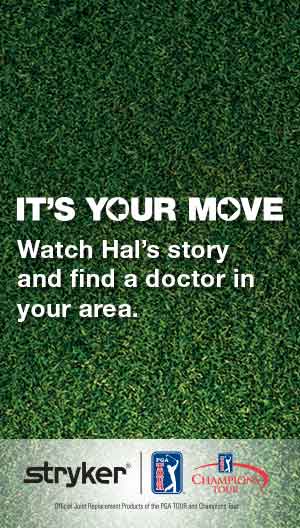 IT'S YOUR MOVE
Watch Hal's story
and find a doctor in
your area.
stryker®
PGA TOUR
CHAMPIONS TOUR
Official Joint Replacement Products of the PGA TOUR and Champions Tour